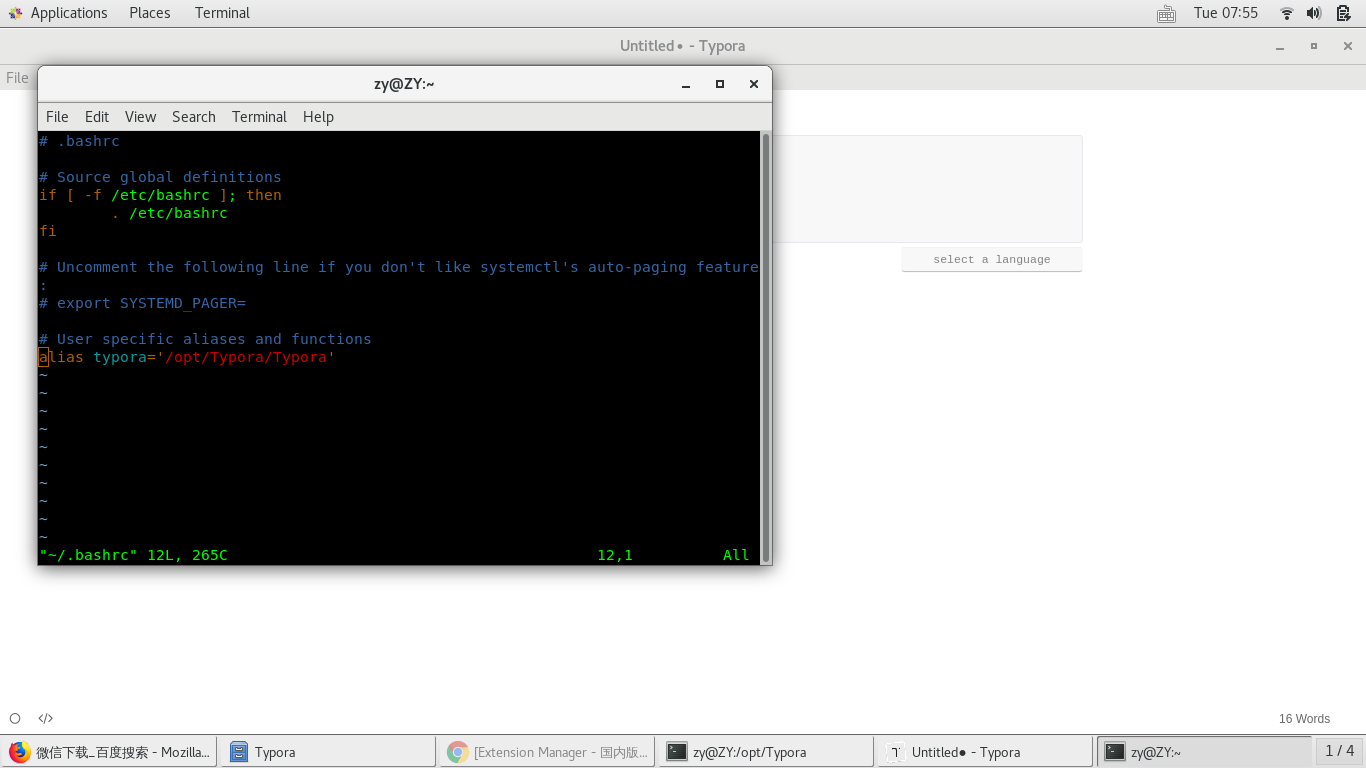 Applications Places Terminal Tue 07:55
Untitled• - Typora
File
zy@ZY:~
File Edit View Search Terminal Help
# .bashrc
# Source global definitions
if [ -f /etc/bashrc ]; then
. /etc/bashrc
fi
# Uncomment the following line if you don't like systemctl's auto-paging feature
:
# export SYSTEMD_PAGER=
# User specific aliases and functions
alias typora='/opt/Typora/Typora'
~
~
~
~
~
~
~
~
~
~
"~/.bashrc" 12L, 265C 12,1 All
select a language
16 Words
微信下载_百度搜索 - Mozilla... Typora [Extension Manager - 国内版... zy@ZY:/opt/Typora Untitled● - Typora zy@ZY:~ 1 / 4